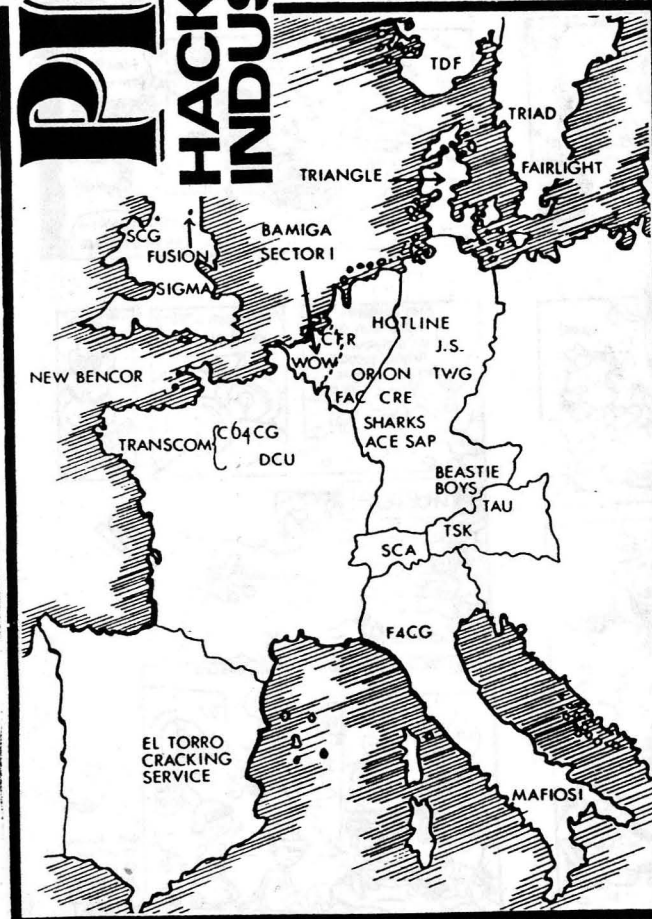 HACK
INDUS
TDF
TRIAD
FAIRLIGHT
TRIANGLE
SCG
FUSION
SIGMA
BAMIGA
SECTOR 1
NEW BENCOR
CFR
WOW
HOTLINE
J.S.
TWG
ORION
FAC CRE
SHARKS
ACE SAP
TRANSCOM
C64CG
DCU
BEASTIE
BOYS
TAU
TSK
SCA
F4CG
EL TORRO
CRACKING
SERVICE
MAFIOSI